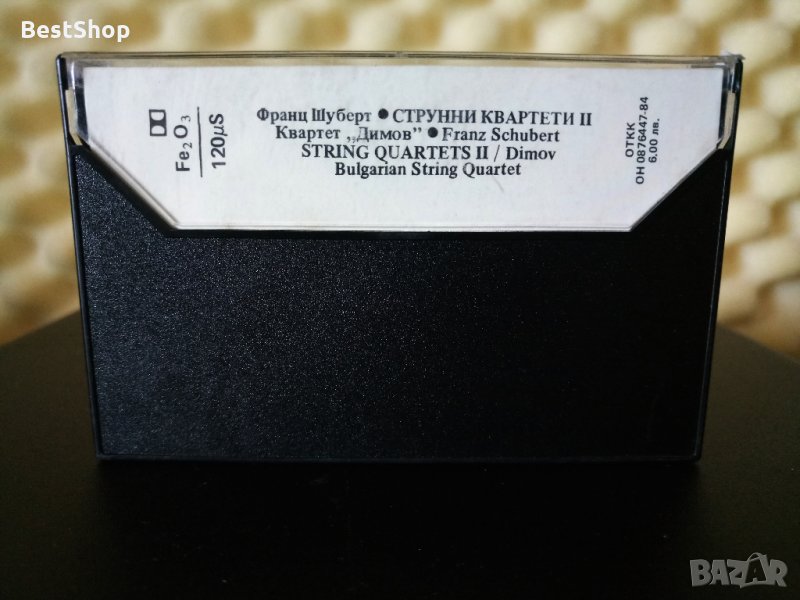 BestShop
Fe2O3
120µS
Франц Шуберт ● СТРУННИ КВАРТЕТИ II
Квартет „Димов” ● Franz Schubert
STRING QUARTETS II / Dimov
Bulgarian String Quartet
ОТКК
ОН 0876447-84
6,00 лв.
BAZAR